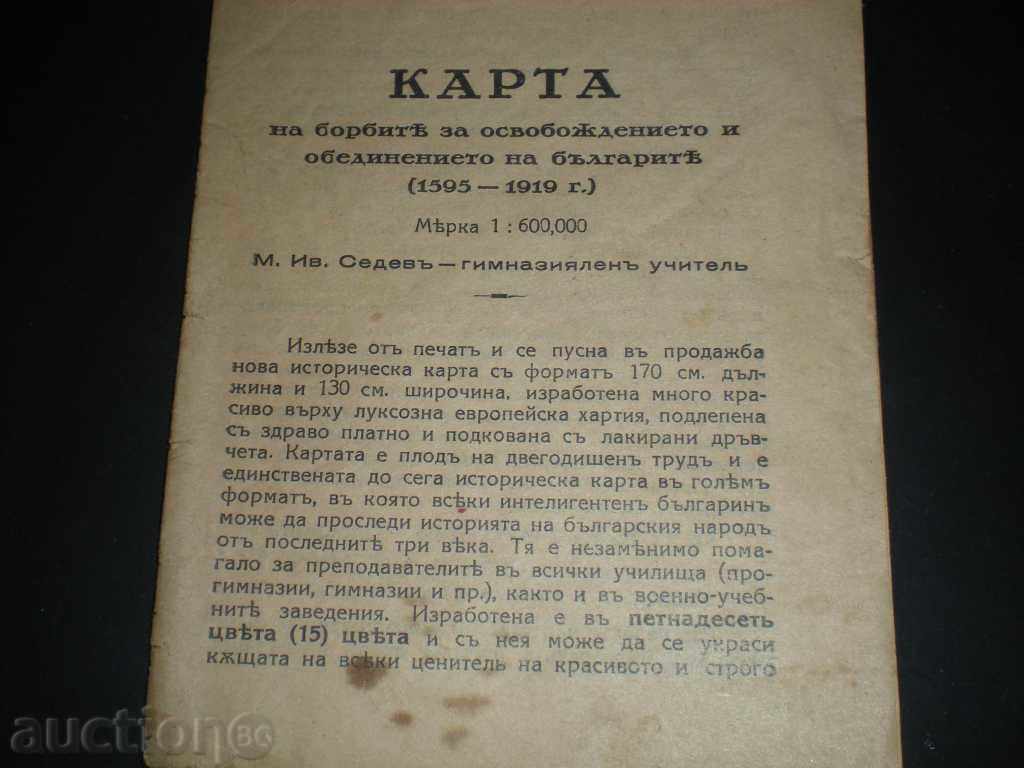 КАРТА
на борбитѣ за освобождението и
обединението на българитѣ
(1595 — 1919 г.)
Мѣрка 1 : 600,000
М. Ив. Седевъ — гимназияленъ учитель
Излѣзе отъ печатъ и се пусна въ продажба
нова историческа карта съ форматъ 170 см. дъл-
жина и 130 см. широчина, изработена много кра-
сиво върху луксозна европейска хартия, подлепена
съ здраво платно и подкована съ лакирани дръв-
чета. Картата е плодъ на двегодишенъ трудъ и е
единствената до сега историческа карта въ голѣмъ
форматъ, въ която всѣки интелигентенъ българинъ
може да проследи историята на българския народъ
отъ последнитѣ три вѣка. Тя е незамѣнимо пома-
гало за преподавателитѣ въ всички училища (про-
гимназии, гимназии и пр.), както и въ военно-учеб-
нитѣ заведения. Изработена е въ петнадесеть
цвѣта (15) цвѣта и съ нея може да се украси
кѫщата на всѣки ценитель на красивото и строго
auction.bg